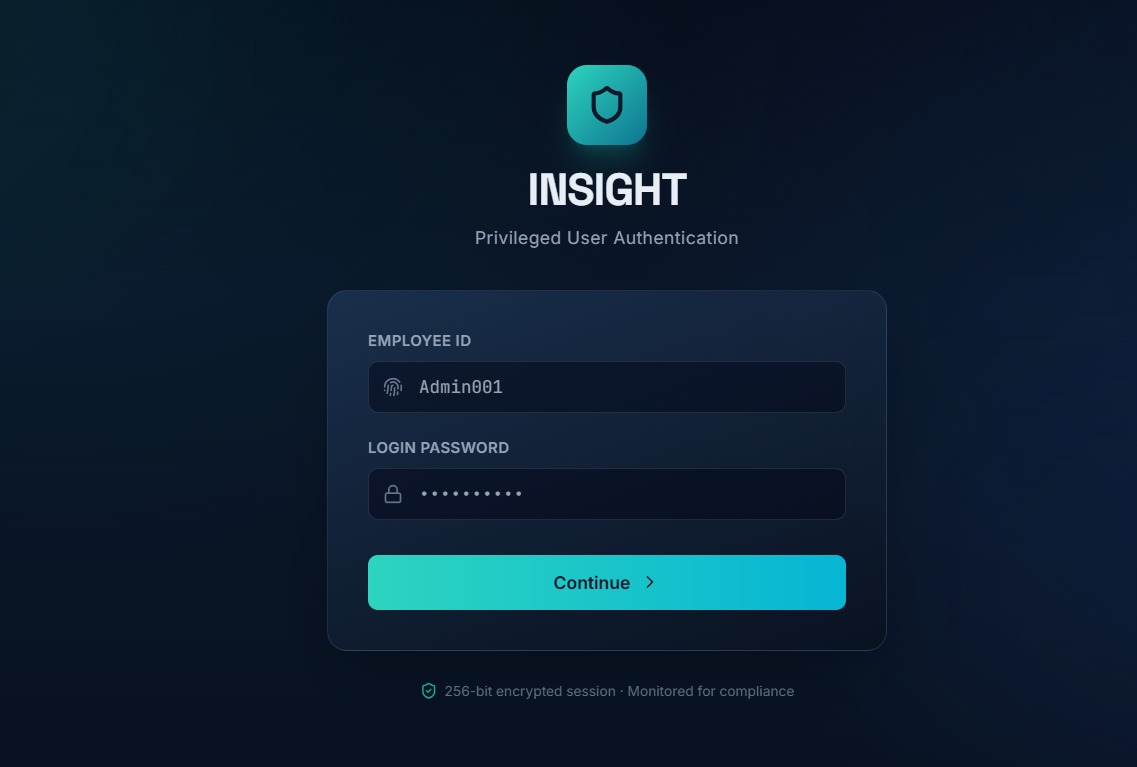 INSIGHT
Privileged User Authentication
EMPLOYEE ID
Admin001
LOGIN PASSWORD
••••••••••
Continue
256-bit encrypted session · Monitored for compliance